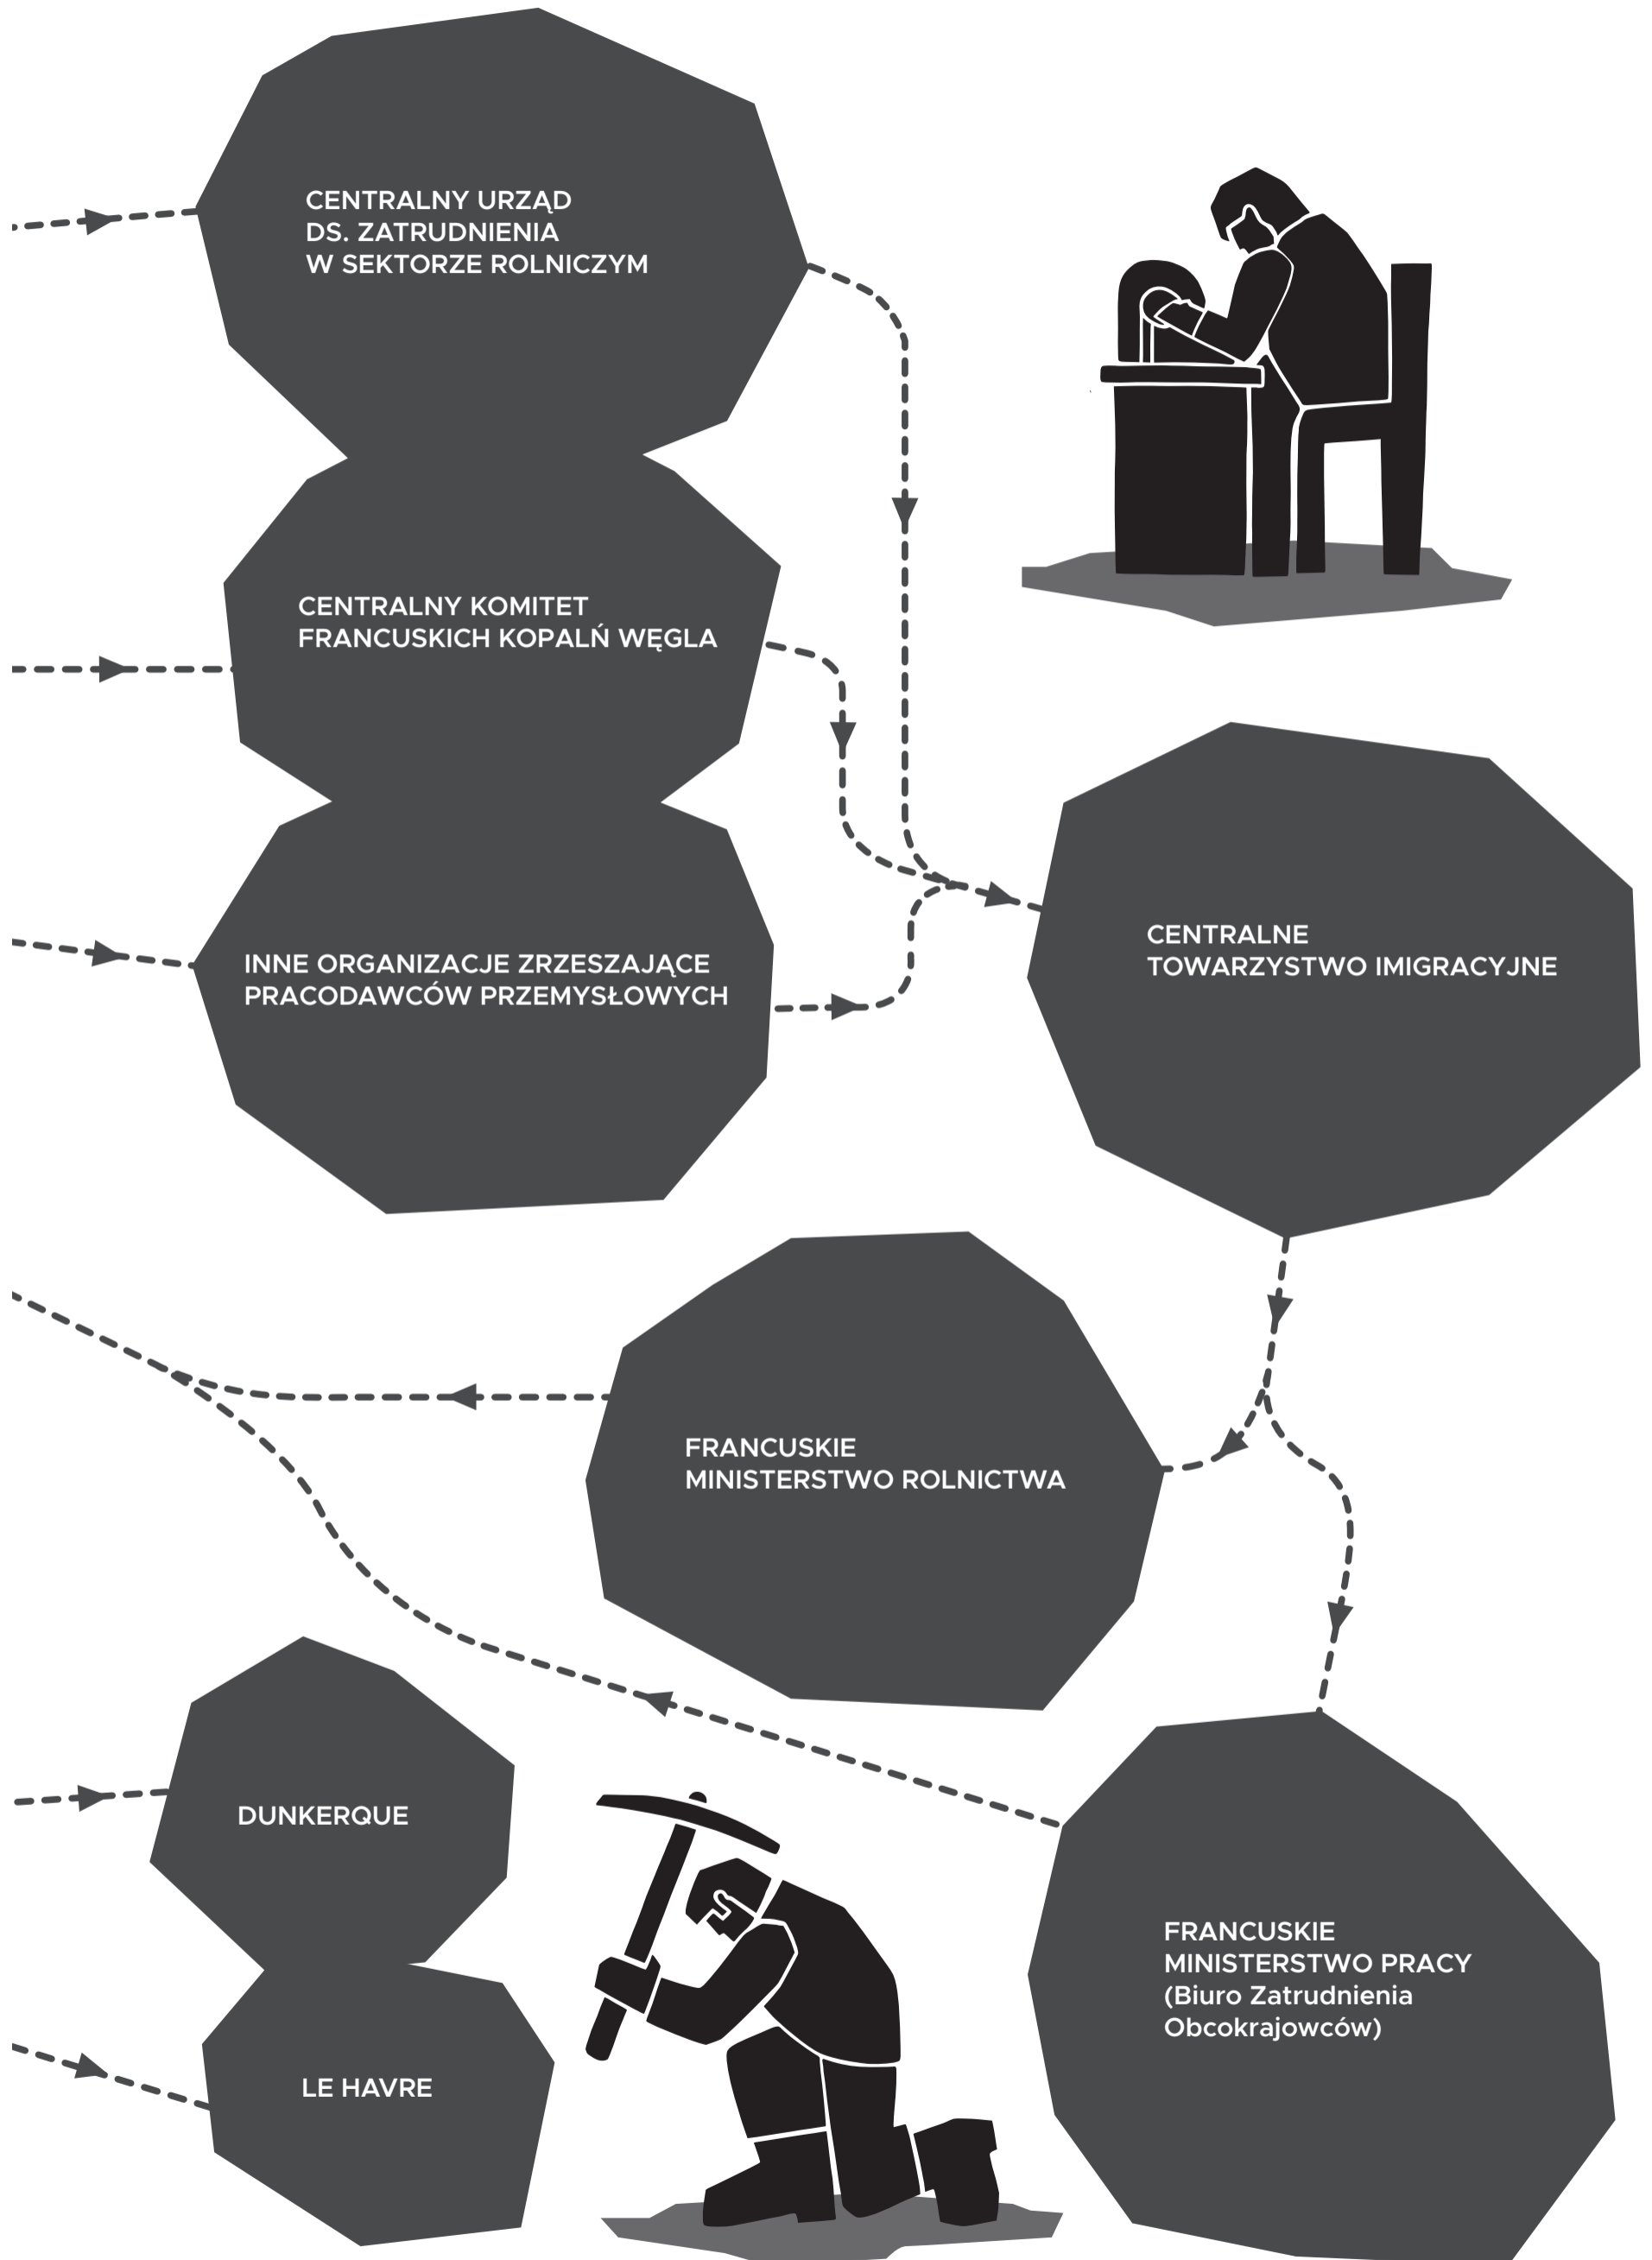 CENTRALNY URZĄD
DS. ZATRUDNIENIA
W SEKTORZE ROLNICZYM
CENTRALNY KOMITET
FRANCUSKICH KOPALŃ WĘGLA
CENTRALNE
TOWARZYSTWO IMIGRACYJNE
INNE ORGANIZACJE ZRZESZAJĄCE
PRACODAWCÓW PRZEMYSŁOWYCH
FRANCUSKIE
MINISTERSTWO ROLNICTWA
DUNKERQUE
FRANCUSKIE
MINISTERSTWO PRACY
(Biuro Zatrudnienia
Obcokrajowców)
LE HAVRE